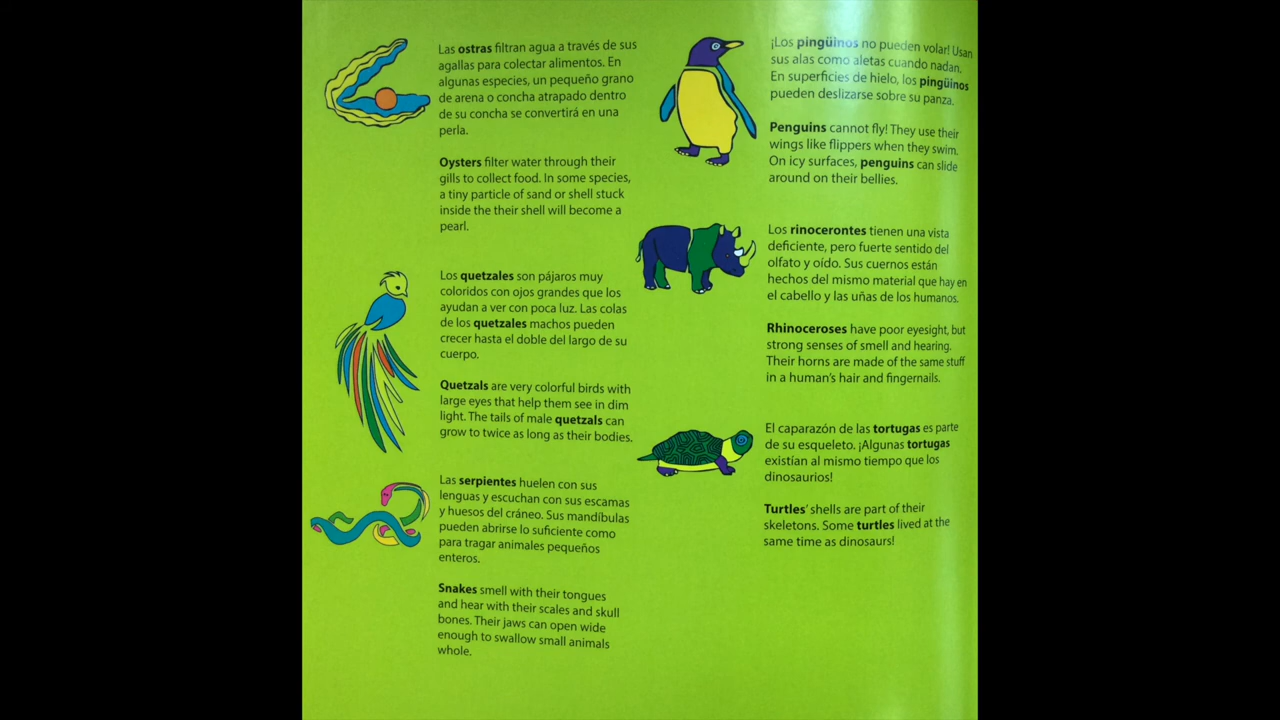 Las ostras filtran agua a través de sus
agallas para colectar alimentos. En
algunas especies, un pequeño grano
de arena o concha atrapado dentro
de su concha se convertirá en una
perla.
Oysters filter water through their
gills to collect food. In some species,
a tiny particle of sand or shell stuck
inside the their shell will become a
pearl.
Los quetzales son pájaros muy
coloridos con ojos grandes que los
ayudan a ver con poca luz. Las colas
de los quetzales machos pueden
crecer hasta el doble del largo de su
cuerpo.
Quetzals are very colorful birds with
large eyes that help them see in dim
light. The tails of male quetzals can
grow to twice as long as their bodies.
Las serpientes huelen con sus
lenguas y escuchan con sus escamas
y huesos del cráneo. Sus mandíbulas
pueden abrirse lo suficiente como
para tragar animales pequeños
enteros.
Snakes smell with their tongues
and hear with their scales and skull
bones. Their jaws can open wide
enough to swallow small animals
whole.
¡Los pingüinos no pueden volar! Usan
sus alas como aletas cuando nadan.
En superficies de hielo, los pingüinos
pueden deslizarse sobre su panza.
Penguins cannot fly! They use their
wings like flippers when they swim.
On icy surfaces, penguins can slide
around on their bellies.
Los rinocerontes tienen una vista
deficiente, pero fuerte sentido del
olfato y oído. Sus cuernos están
hechos del mismo material que hay en
el cabello y las uñas de los humanos.
Rhinoceroses have poor eyesight, but
strong senses of smell and hearing.
Their horns are made of the same stuff
in a human's hair and fingernails.
El caparazón de las tortugas es parte
de su esqueleto. ¡Algunas tortugas
existían al mismo tiempo que los
dinosaurios!
Turtles' shells are part of their
skeletons. Some turtles lived at the
same time as dinosaurs!